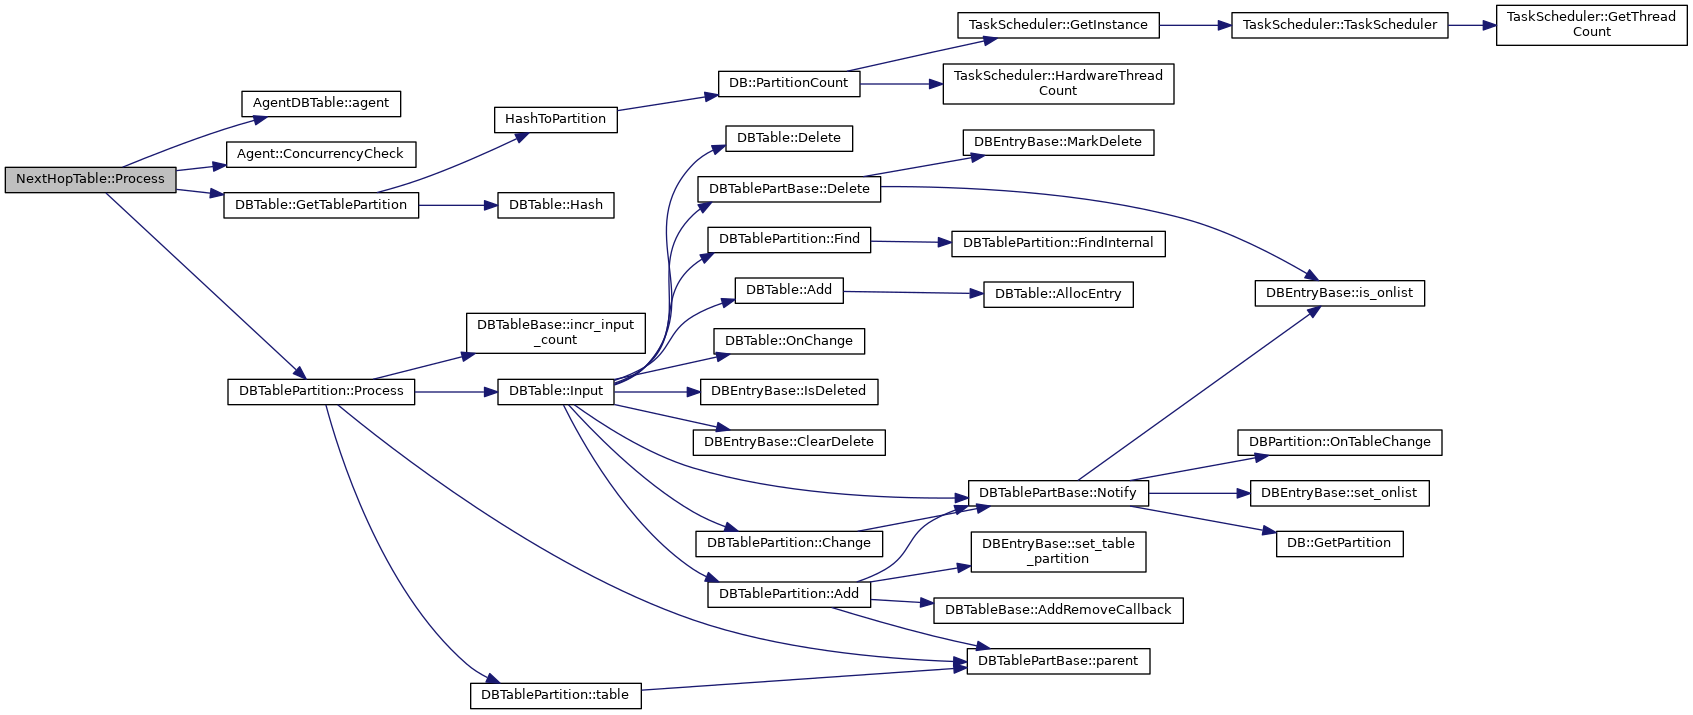 NextHopTable::Process
AgentDBTable::agent
Agent::ConcurrencyCheck
DBTable::GetTablePartition
HashToPartition
DB::PartitionCount
TaskScheduler::GetInstance
TaskScheduler::TaskScheduler
TaskScheduler::GetThread
Count
TaskScheduler::HardwareThread
Count
DBTable::Hash
DBTablePartition::Process
DBTableBase::incr_input
_count
DBTable::Input
DBTable::Delete
DBTablePartBase::Delete
DBEntryBase::MarkDelete
DBEntryBase::is_onlist
DBTablePartition::Find
DBTablePartition::FindInternal
DBTable::Add
DBTable::AllocEntry
DBTable::OnChange
DBEntryBase::IsDeleted
DBEntryBase::ClearDelete
DBTablePartBase::Notify
DBPartition::OnTableChange
DBEntryBase::set_onlist
DB::GetPartition
DBTablePartition::Change
DBTablePartition::Add
DBEntryBase::set_table
_partition
DBTableBase::AddRemoveCallback
DBTablePartBase::parent
DBTablePartition::table